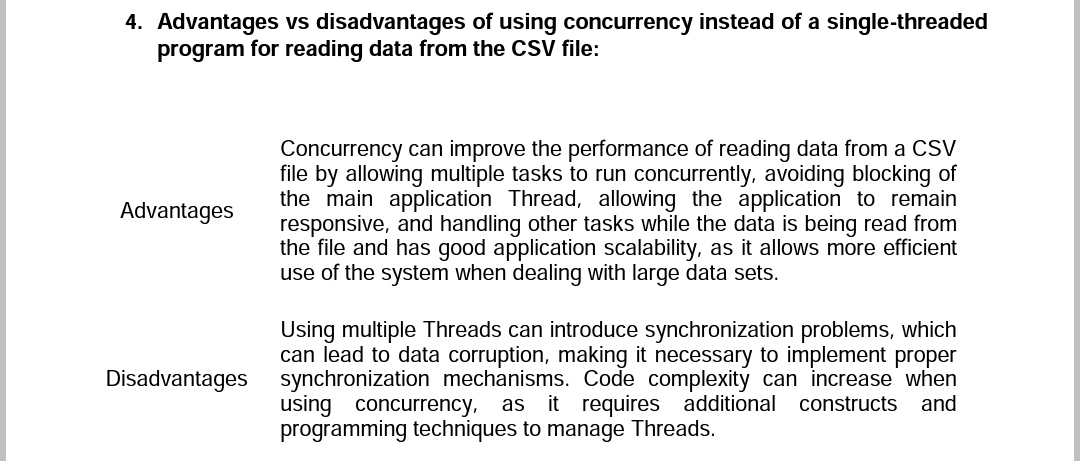 4. Advantages vs disadvantages of using concurrency instead of a single-threaded
program for reading data from the CSV file:
Advantages
Concurrency can improve the performance of reading data from a CSV
file by allowing multiple tasks to run concurrently, avoiding blocking of
the main application Thread, allowing the application to remain
responsive, and handling other tasks while the data is being read from
the file and has good application scalability, as it allows more efficient
use of the system when dealing with large data sets.
Disadvantages
Using multiple Threads can introduce synchronization problems, which
can lead to data corruption, making it necessary to implement proper
synchronization mechanisms. Code complexity can increase when
using concurrency, as it requires additional constructs and
programming techniques to manage Threads.